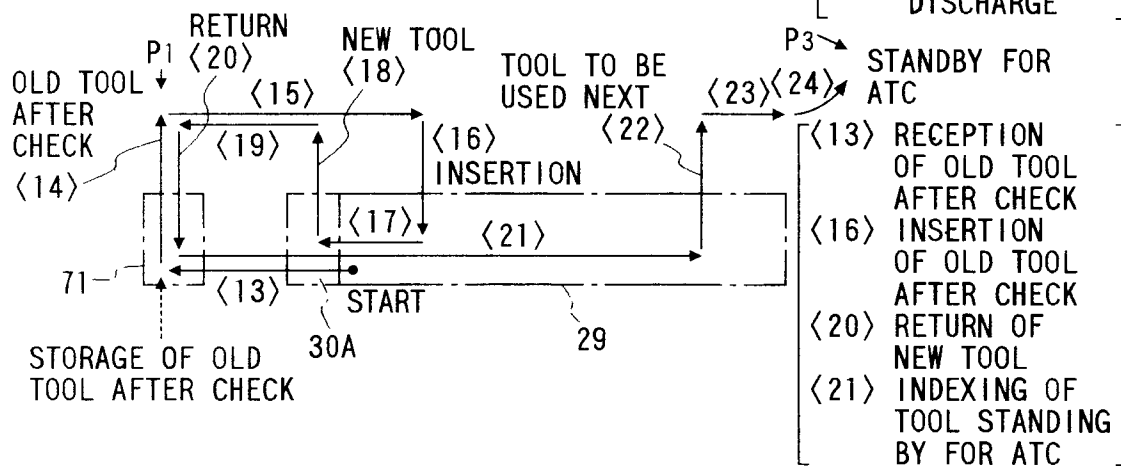 DISCHARGE
RETURN
⟨20⟩
P1
NEW TOOL
⟨18⟩
OLD TOOL
AFTER
CHECK
⟨14⟩
⟨15⟩
⟨19⟩
⟨16⟩
INSERTION
TOOL TO BE
USED NEXT
⟨22⟩
⟨23⟩
⟨24⟩
P3
STANDBY FOR
ATC
⟨17⟩
⟨21⟩
71
⟨13⟩
START
30A
29
STORAGE OF OLD
TOOL AFTER CHECK
⟨13⟩ RECEPTION
OF OLD TOOL
AFTER CHECK
⟨16⟩ INSERTION
OF OLD TOOL
AFTER CHECK
⟨20⟩ RETURN OF
NEW TOOL
⟨21⟩ INDEXING OF
TOOL STANDING
BY FOR ATC